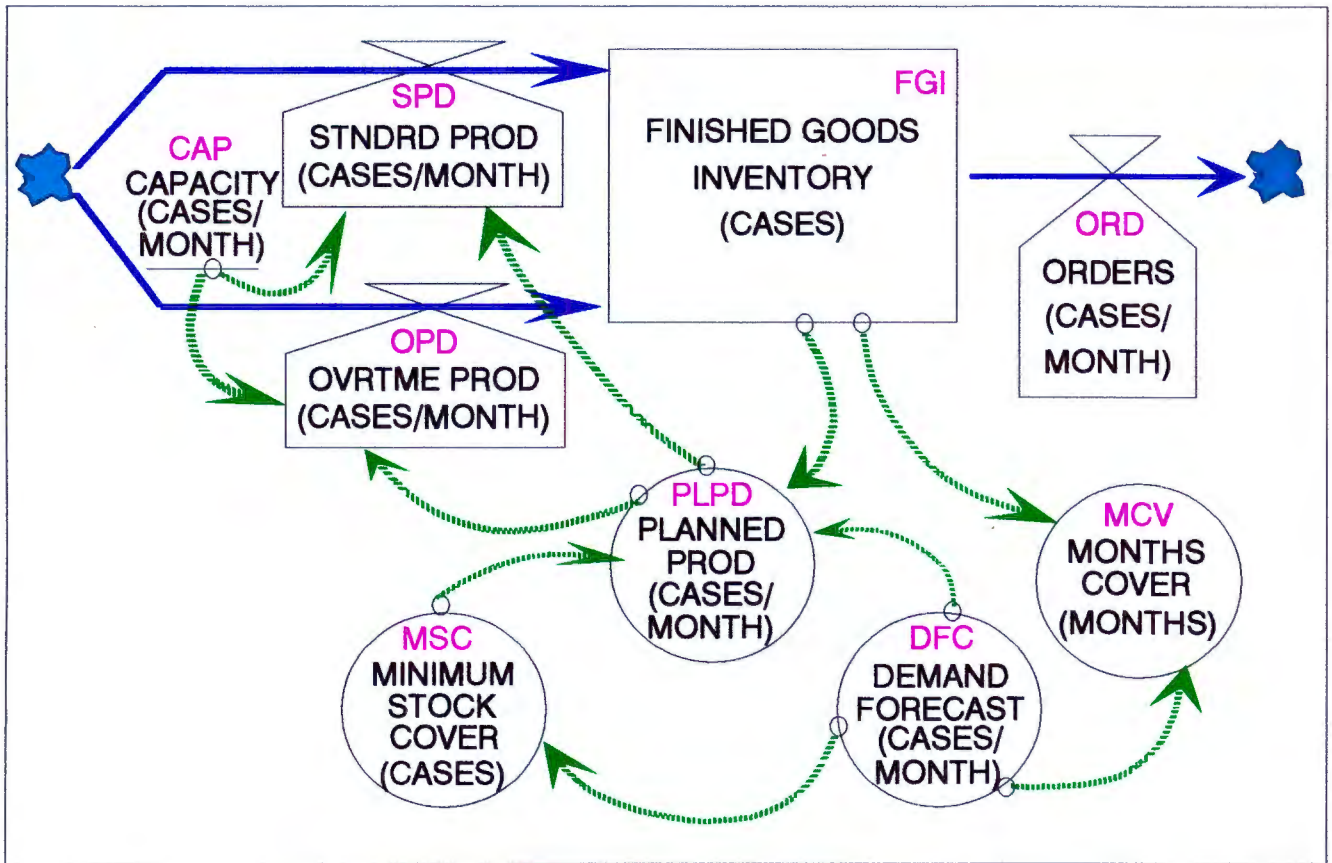 SPD
STNDRD PROD
(CASES/MONTH)
CAP
CAPACITY
(CASES/
MONTH)
FGI
FINISHED GOODS
INVENTORY
(CASES)
ORD
ORDERS
(CASES/
MONTH)
OPD
OVRTME PROD
(CASES/MONTH)
PLPD
PLANNED
PROD
(CASES/
MONTH)
MCV
MONTHS
COVER
(MONTHS)
MSC
MINIMUM
STOCK
COVER
(CASES)
DFC
DEMAND
FORECAST
(CASES/
MONTH)